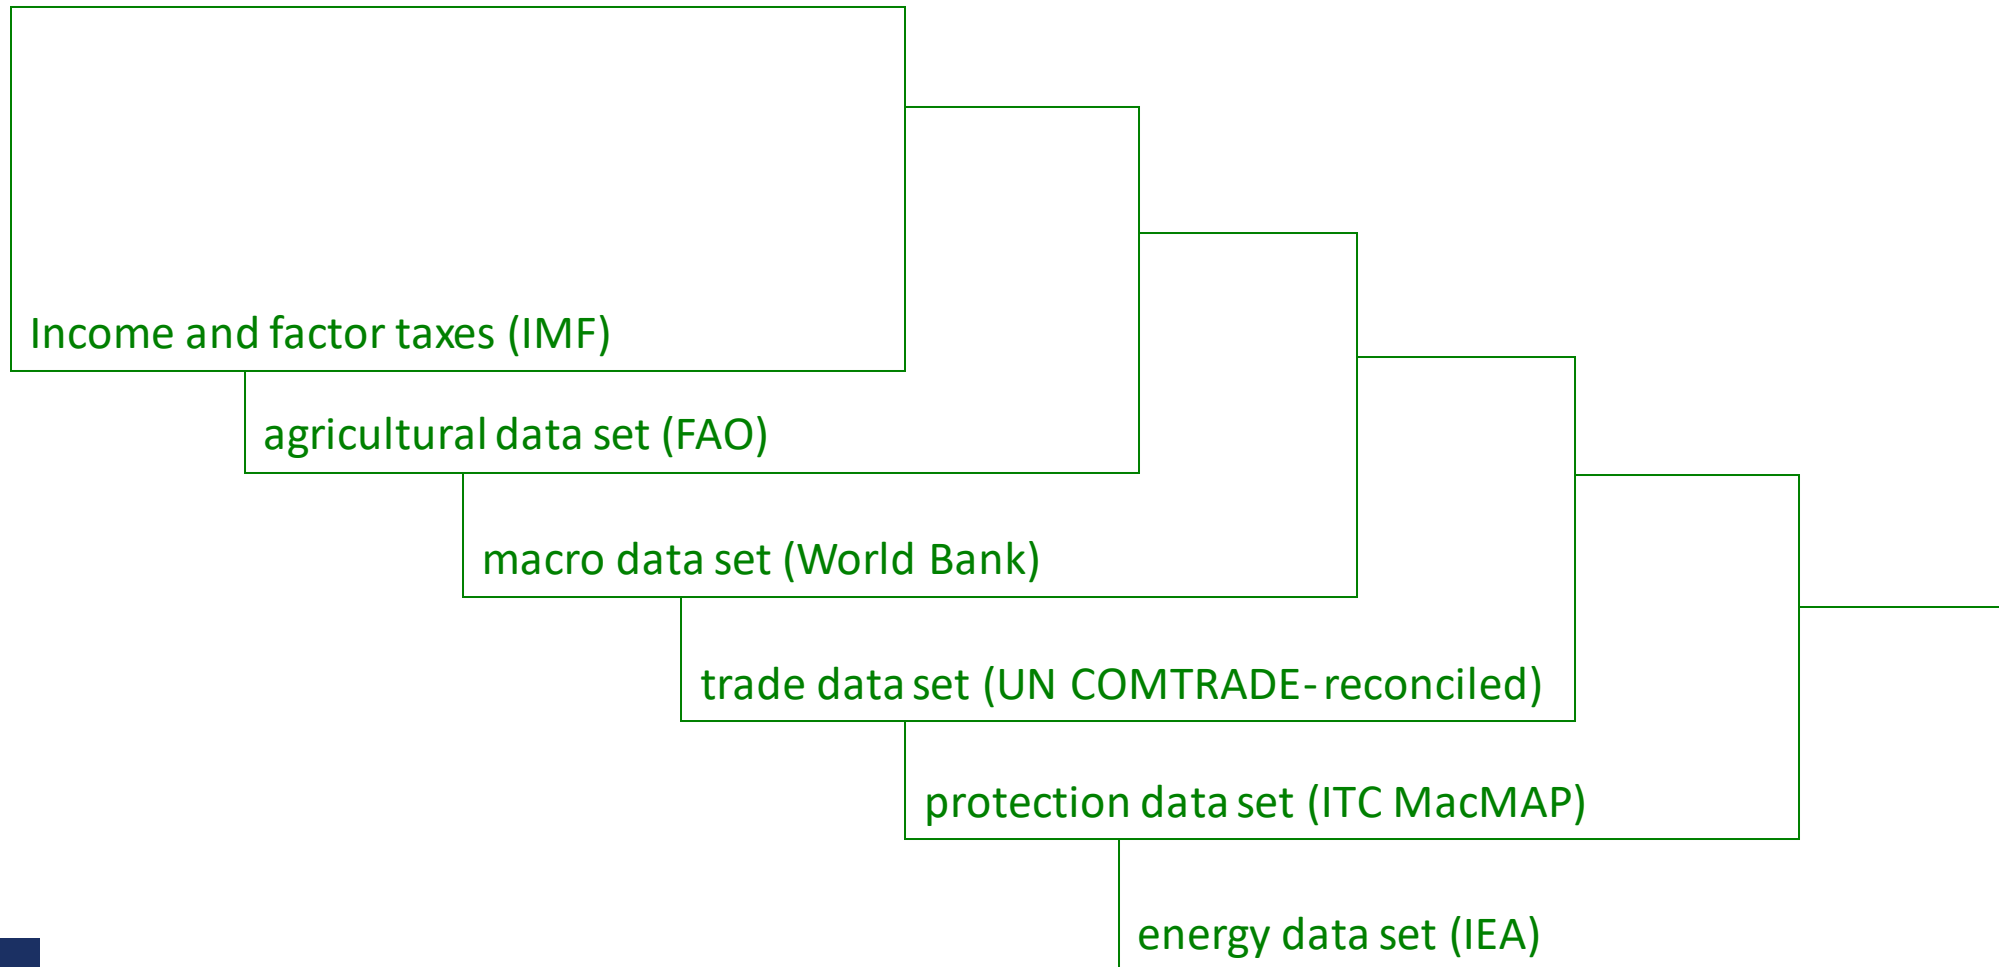 Income and factor taxes (IMF)
agricultural data set (FAO)
macro data set (World Bank)
trade data set (UN COMTRADE-reconciled)
protection data set (ITC MacMAP)
energy data set (IEA)